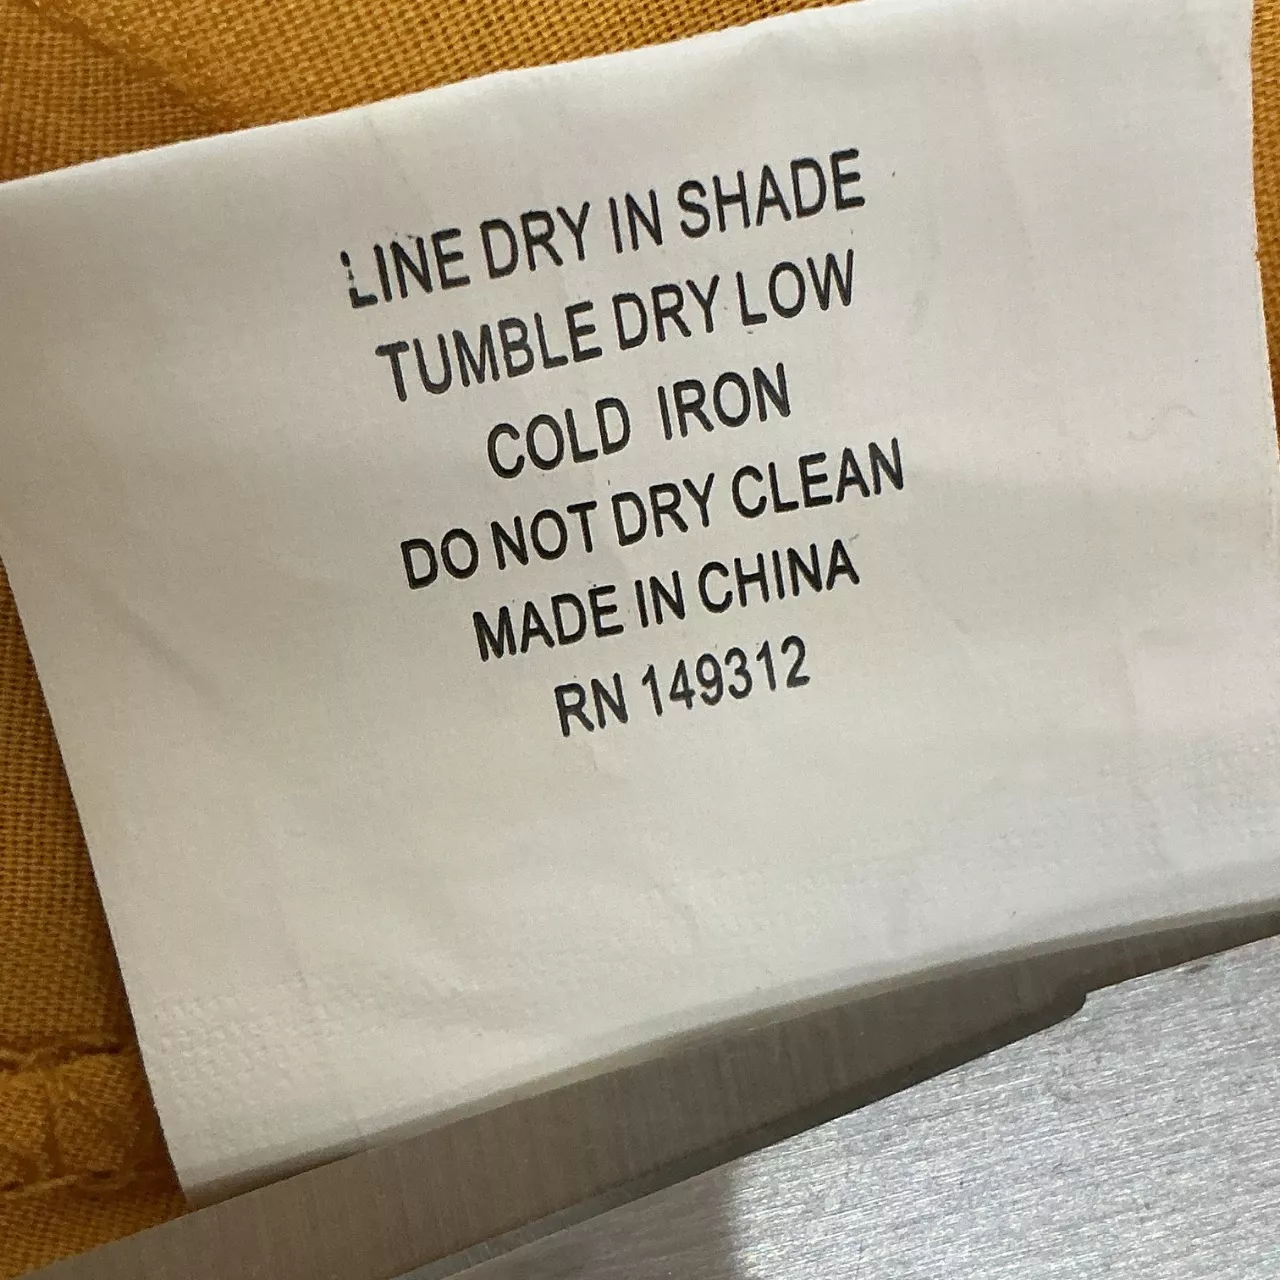 LINE DRY IN SHADE
TUMBLE DRY LOW
COLD IRON
DO NOT DRY CLEAN
MADE IN CHINA
RN 149312